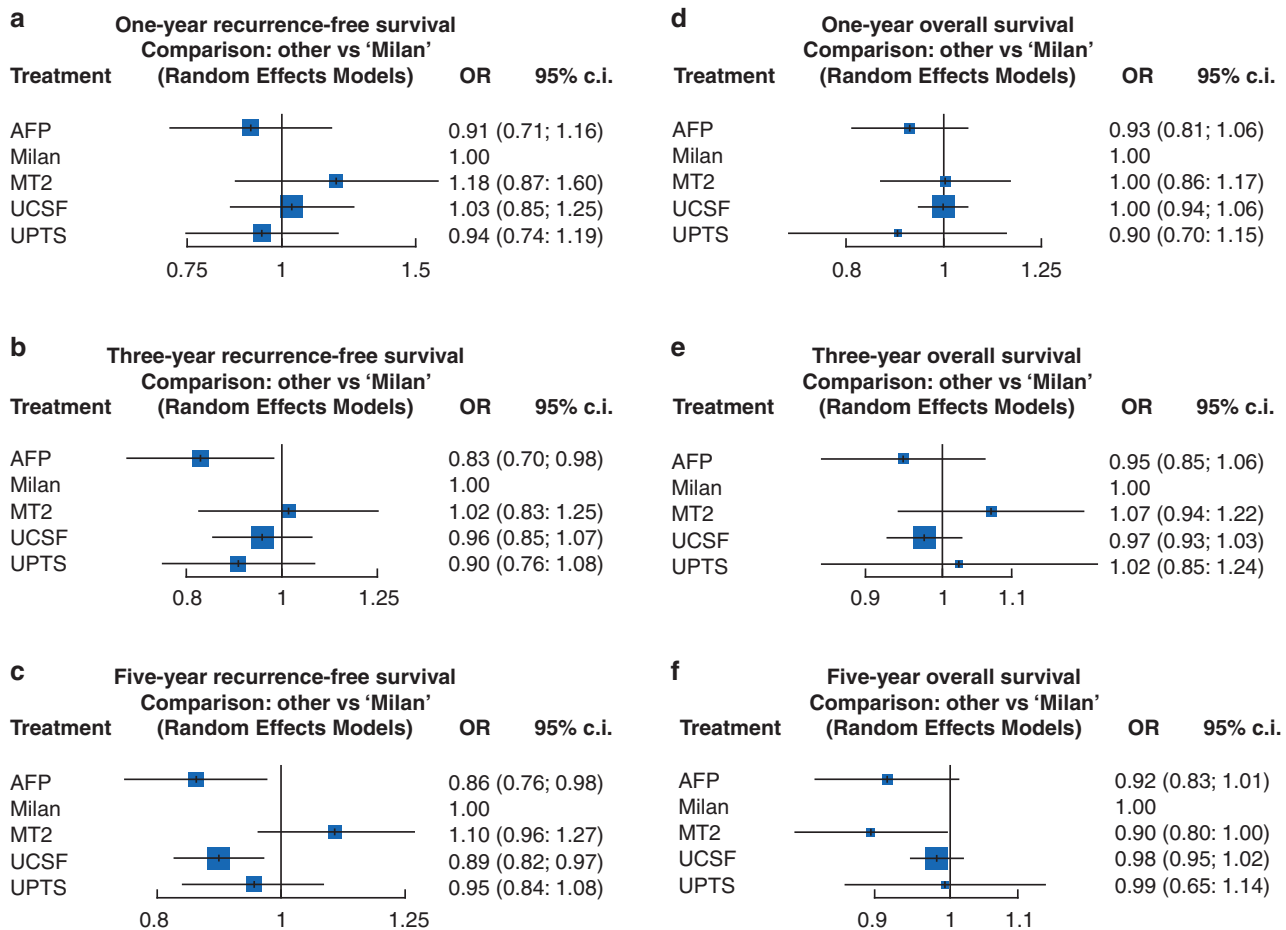 a
One-year recurrence-free survival
Comparison: other vs ‘Milan’
Treatment (Random Effects Models) OR 95% c.i.
AFP 0.91 (0.71; 1.16)
Milan 1.00
MT2 1.18 (0.87: 1.60)
UCSF 1.03 (0.85; 1.25)
UPTS 0.94 (0.74; 1.19)
0.75 1 1.5
b
Three-year recurrence-free survival
Comparison: other vs ‘Milan’
Treatment (Random Effects Models) OR 95% c.i.
AFP 0.83 (0.70; 0.98)
Milan 1.00
MT2 1.02 (0.83: 1.25)
UCSF 0.96 (0.85; 1.07)
UPTS 0.90 (0.76: 1.08)
0.8 1 1.25
c
Five-year recurrence-free survival
Comparison: other vs ‘Milan’
Treatment (Random Effects Models) OR 95% c.i.
AFP 0.86 (0.76; 0.98)
Milan 1.00
MT2 1.10 (0.96: 1.27)
UCSF 0.89 (0.82; 0.97)
UPTS 0.95 (0.84: 1.08)
0.8 1 1.25
d
One-year overall survival
Comparison: other vs ‘Milan’
Treatment (Random Effects Models) OR 95% c.i.
AFP 0.93 (0.81; 1.06)
Milan 1.00
MT2 1.00 (0.86: 1.17)
UCSF 1.00 (0.94; 1.06)
UPTS 0.90 (0.70: 1.15)
0.8 1 1.25
e
Three-year overall survival
Comparison: other vs ‘Milan’
Treatment (Random Effects Models) OR 95% c.i.
AFP 0.95 (0.85; 1.06)
Milan 1.00
MT2 1.07 (0.94: 1.22)
UCSF 0.97 (0.93; 1.03)
UPTS 1.02 (0.85: 1.24)
0.9 1 1.1
f
Five-year overall survival
Comparison: other vs ‘Milan’
Treatment (Random Effects Models) OR 95% c.i.
AFP 0.92 (0.83; 1.01)
Milan 1.00
MT2 0.90 (0.80: 1.00)
UCSF 0.98 (0.95; 1.02)
UPTS 0.99 (0.65: 1.14)
0.9 1 1.1